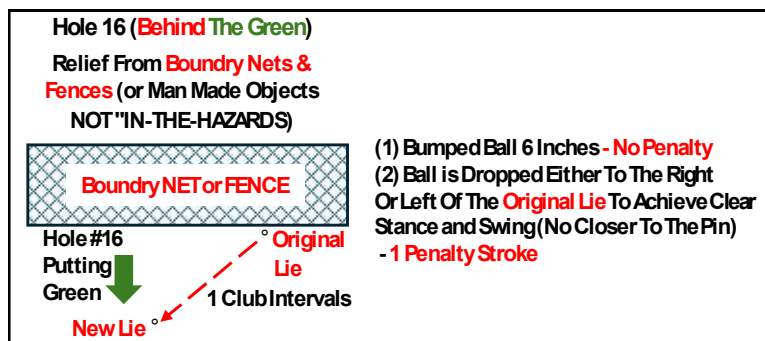 Hole 16 (Behind The Green)
Relief From Boundry Nets &
Fences (or Man Made Objects
NOT "IN-THE-HAZARDS)
Boundry NET or FENCE
Hole #16
Putting
Green
Original
Lie
1 Club Intervals
New Lie
(1) Bumped Ball 6 Inches - No Penalty
(2) Ball is Dropped Either To The Right
Or Left Of The Original Lie To Achieve Clear
Stance and Swing (No Closer To The Pin)
- 1 Penalty Stroke